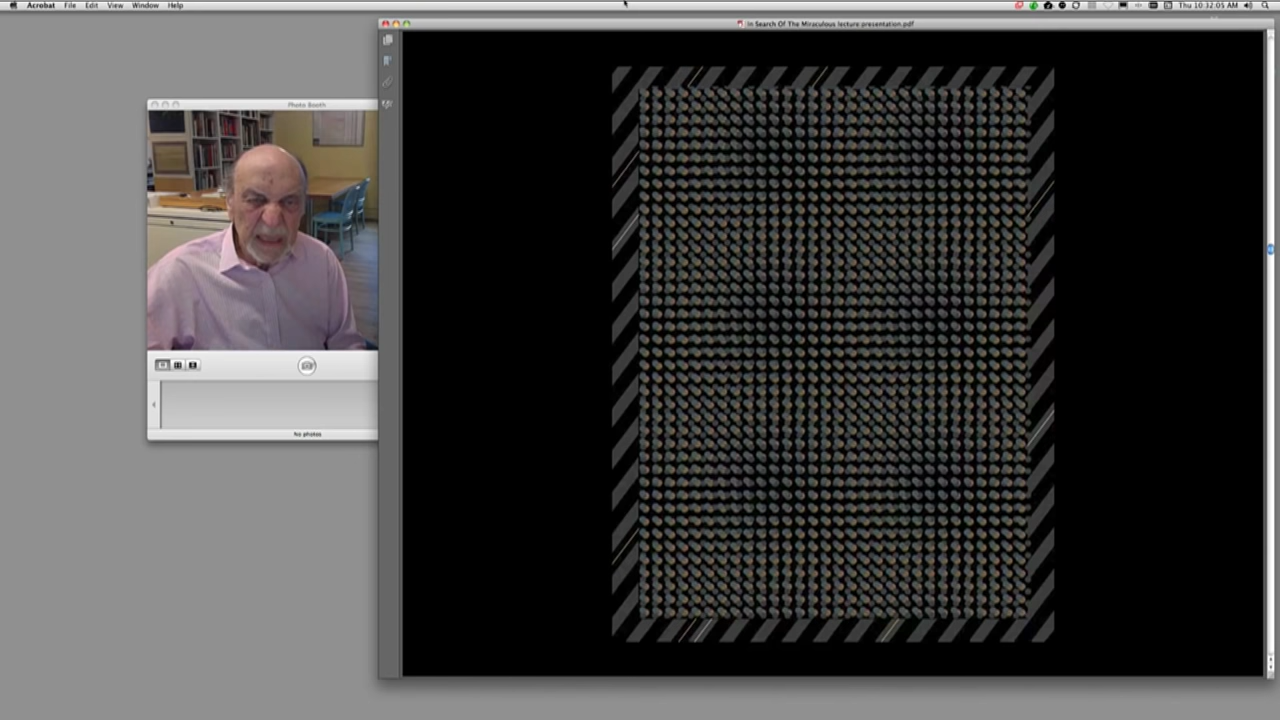 Acrobat File Edit View Window Help
Thu 10:32:05 AM
In Search Of The Miraculous lecture.presentation.pdf
Photo Booth
No photos